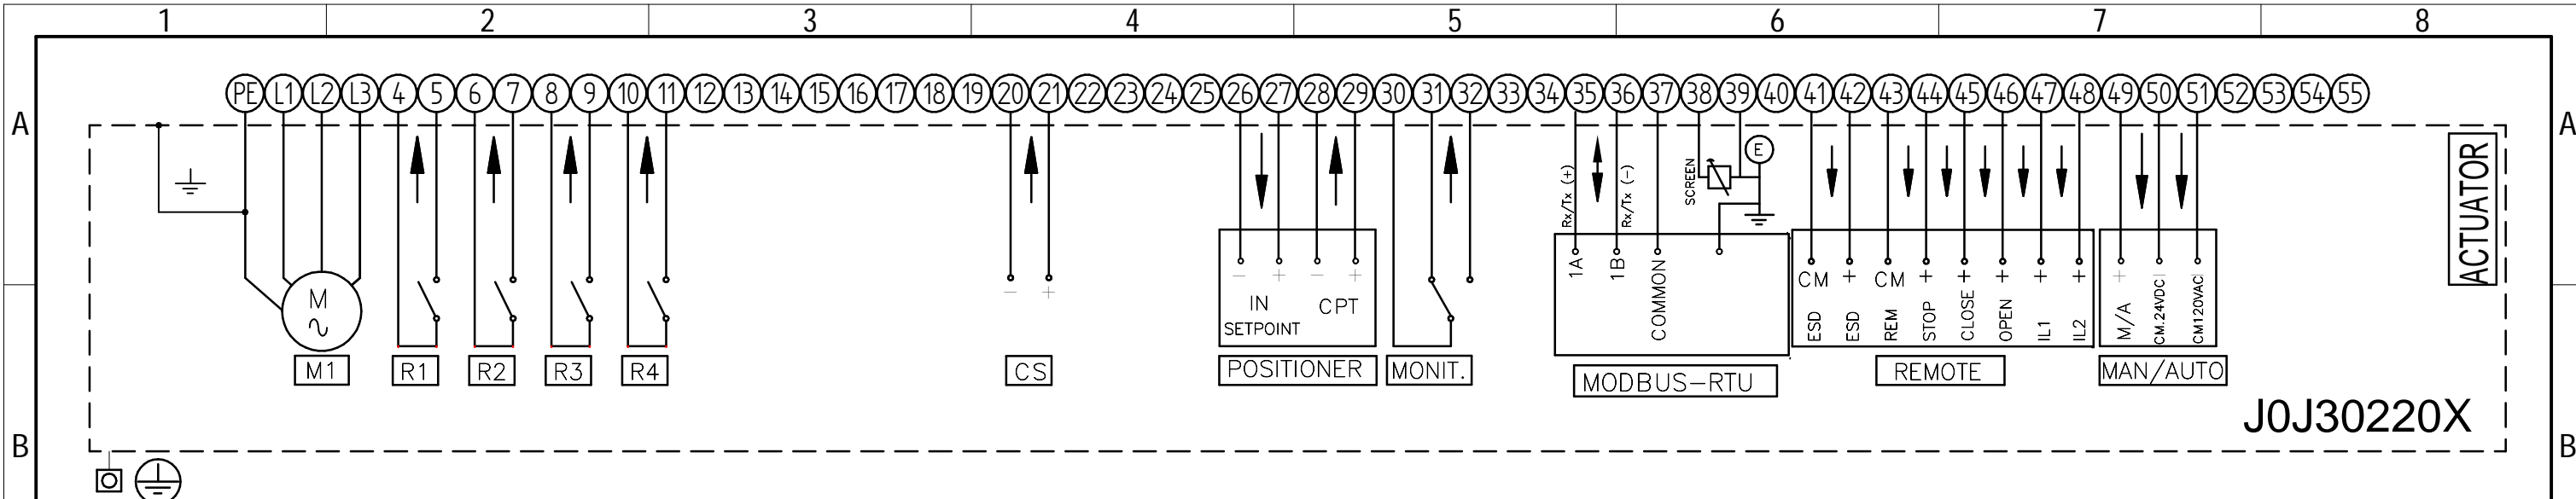 1 2 3 4 5 6 7 8
PE L1 L2 L3 4 5 6 7 8 9 10 11 12 13 14 15 16 17 18 19 20 21 22 23 24 25 26 27 28 29 30 31 32 33 34 35 36 37 38 39 40 41 42 43 44 45 46 47 48 49 50 51 52 53 54 55
A A
ACTUATOR
Rx/Tx (+)
Rx/Tx (-)
SCREEN
E
M
∿
− +
− + − +
IN
SETPOINT
CPT
1A
1B
COMMON
CM + CM + + + + +
ESD
ESD
REM
STOP
CLOSE
OPEN
IL1
IL2
+
M/A
CM.24VDC
CM120VAC
M1 R1 R2 R3 R4 CS POSITIONER MONIT. MODBUS-RTU REMOTE MAN/AUTO
J0J30220X
B B